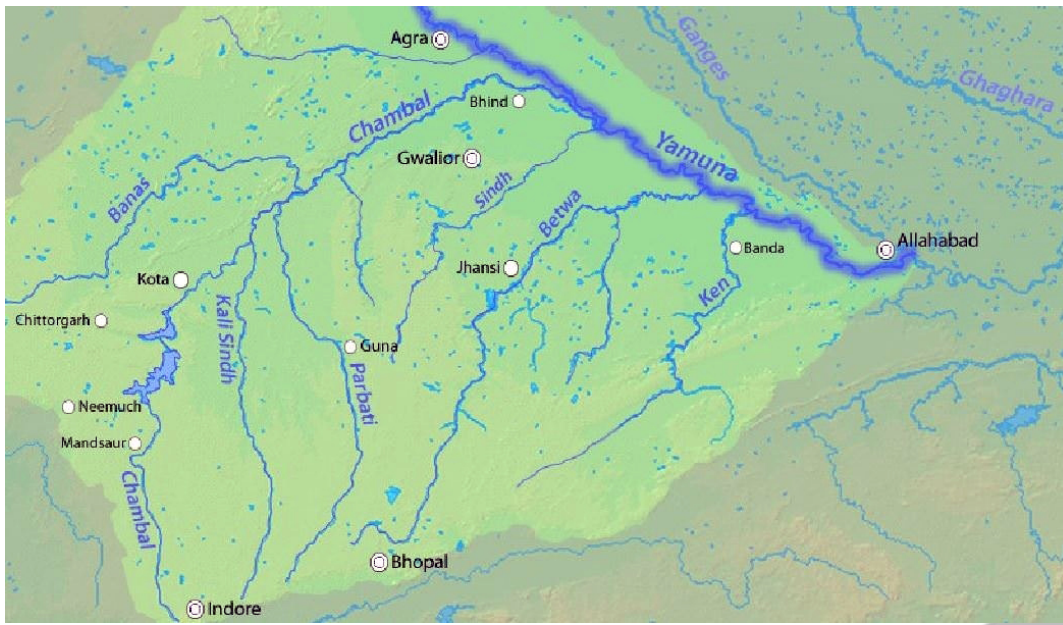 Agra
Ganges
Ghaghara
Bhind
Chambal
Yamuna
Gwalior
Sindh
Banas
Betwa
Allahabad
Banda
Jhansi
Kota
Ken
Chittorgarh
Kali Sindh
Guna
Parbati
Neemuch
Mandsaur
Chambal
Bhopal
Indore